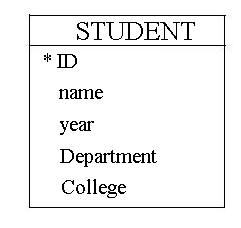 STUDENT
* ID
name
year
Department
College